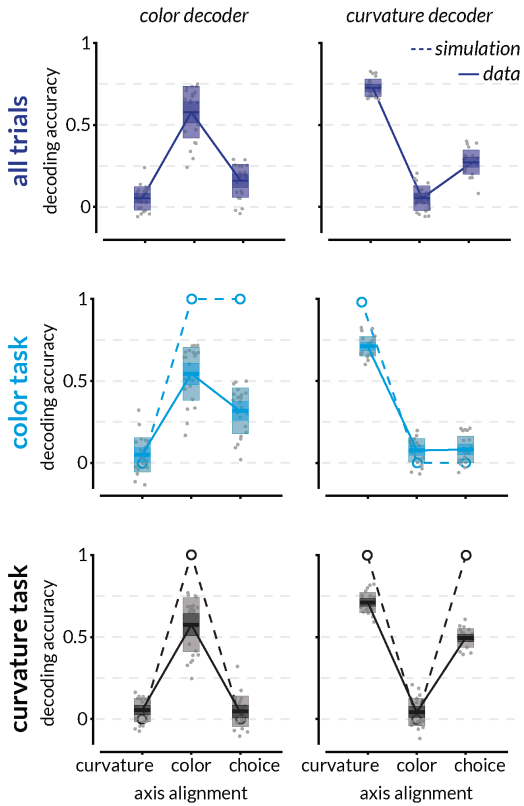 color decoder
curvature decoder
simulation
data
all trials
decoding accuracy
1
0.5
0
color task
decoding accuracy
1
0.5
0
curvature task
decoding accuracy
1
0.5
0
curvature color choice
curvature color choice
axis alignment
axis alignment